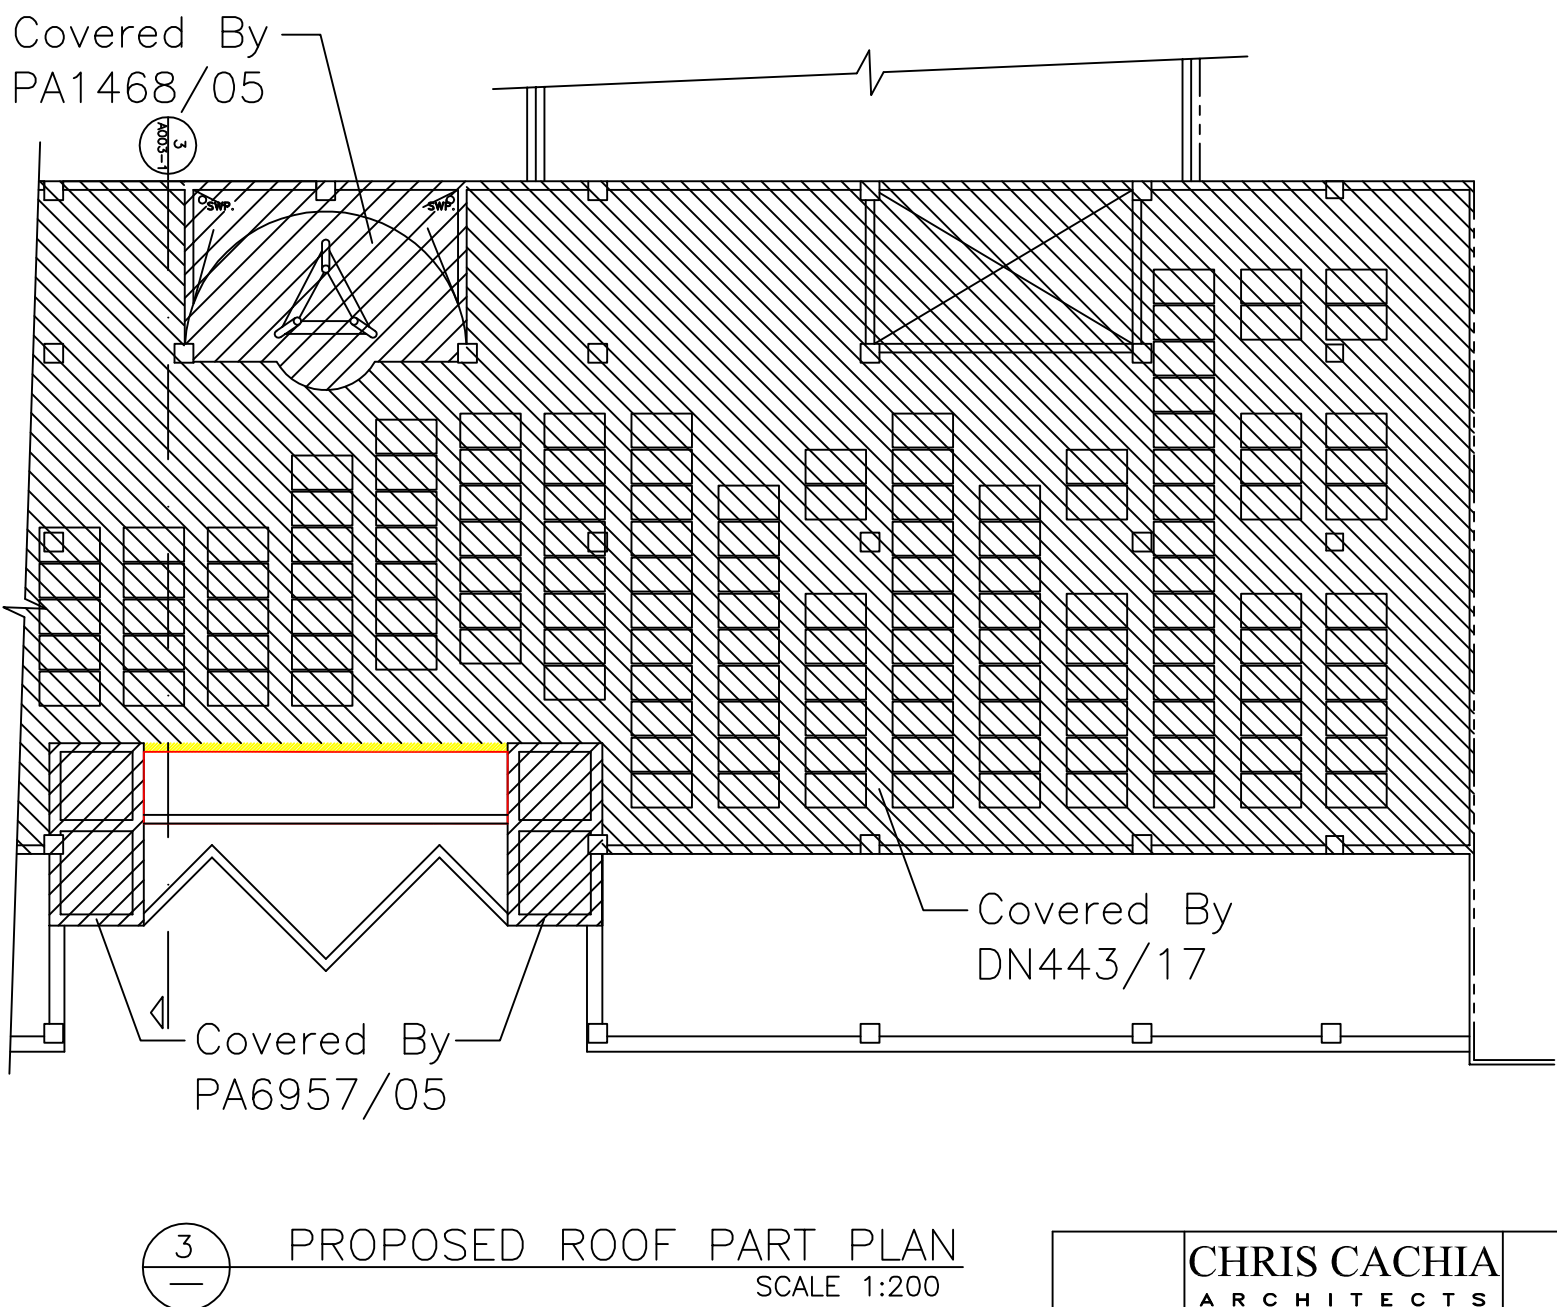 Covered By
PA1468/05
3
A003-1
SWP.
SWP.
Covered By
DN443/17
Covered By
PA6957/05
3
PROPOSED ROOF PART PLAN
SCALE 1:200
CHRIS CACHIA
ARCHITECTS